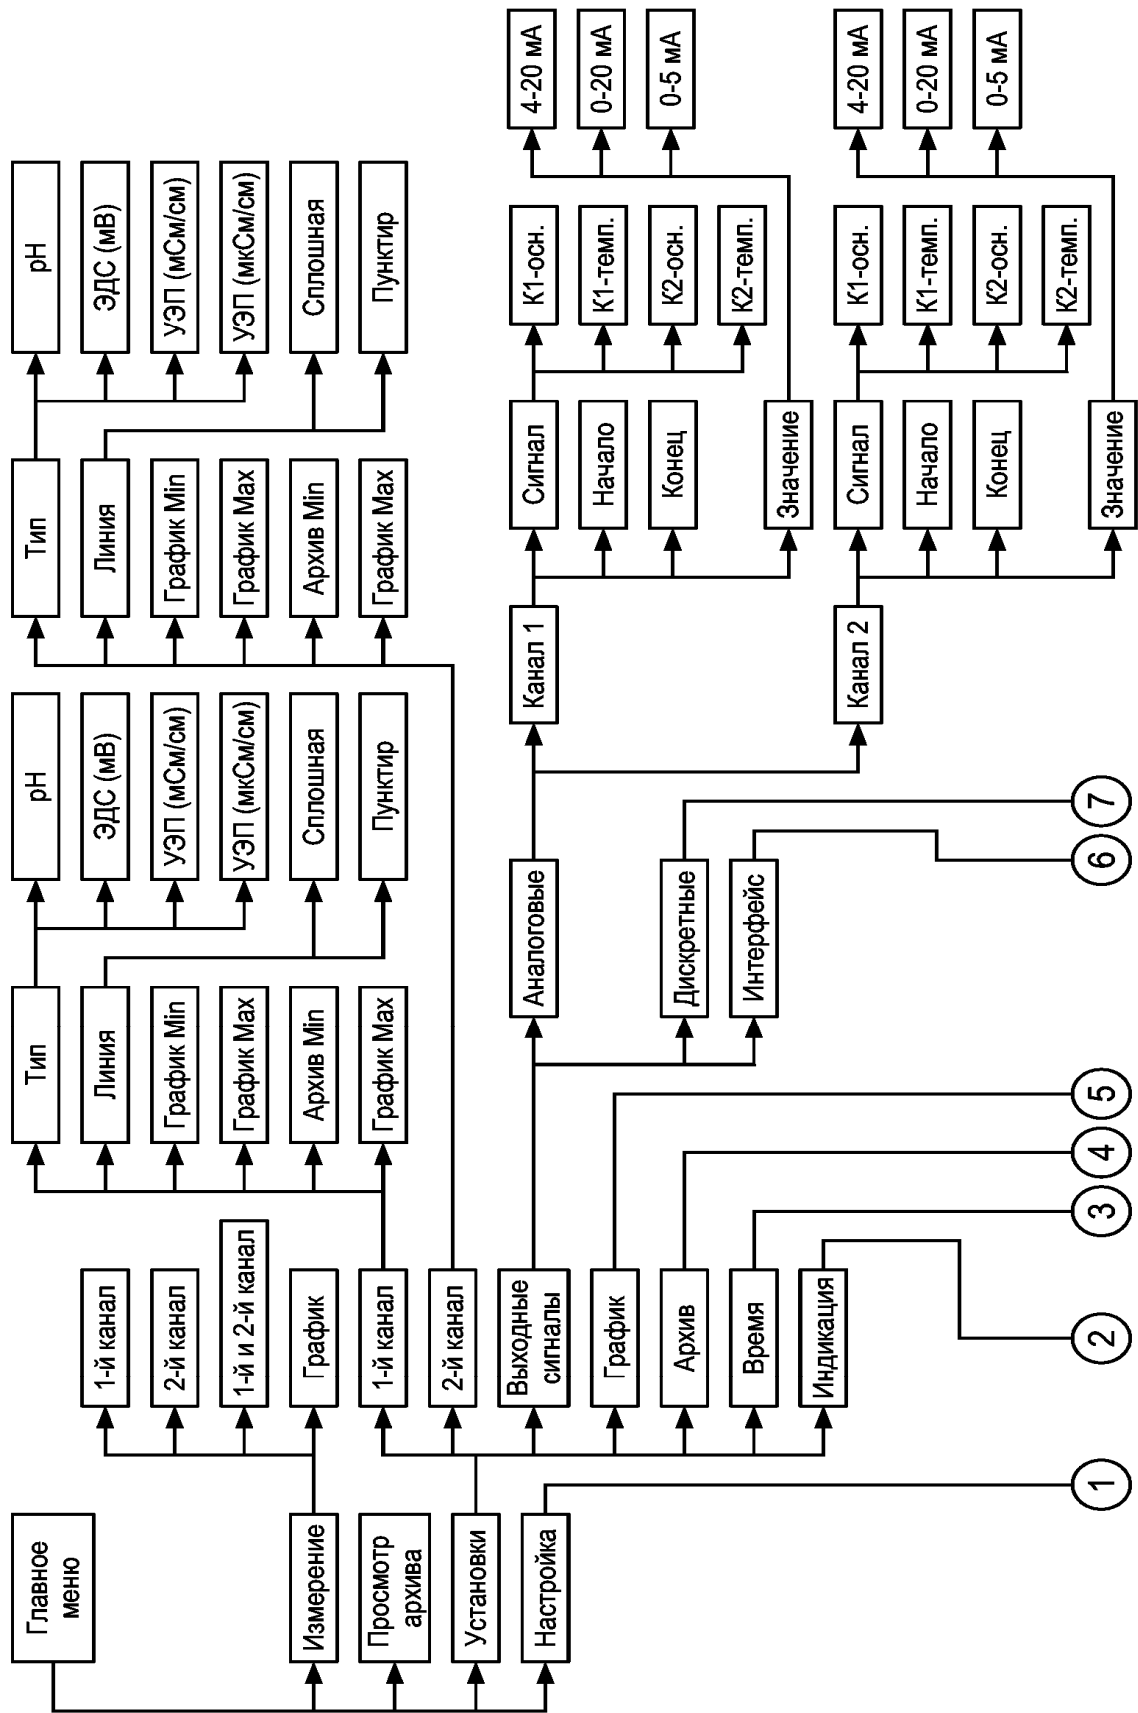 Главное
меню
Измерение
Просмотр
архива
Установки
Настройка
1
1-й канал
2-й канал
1-й и 2-й канал
График
1-й канал
2-й канал
Выходные
сигналы
График
Архив
Время
Индикация
2
3
4
5
Тип
Линия
График Min
График Max
Архив Min
График Max
pH
ЭДС (мВ)
УЭП (мСм/см)
УЭП (мкСм/см)
Сплошная
Пунктир
Аналоговые
Дискретные
Интерфейс
6
7
Тип
Линия
График Min
График Max
Архив Min
График Max
pH
ЭДС (мВ)
УЭП (мСм/см)
УЭП (мкСм/см)
Сплошная
Пунктир
Канал 1
Канал 2
Сигнал
Начало
Конец
Значение
Сигнал
Начало
Конец
Значение
К1-осн.
К1-темп.
К2-осн.
К2-темп.
К1-осн.
К1-темп.
К2-осн.
К2-темп.
4-20 мА
0-20 мА
0-5 мА
4-20 мА
0-20 мА
0-5 мА